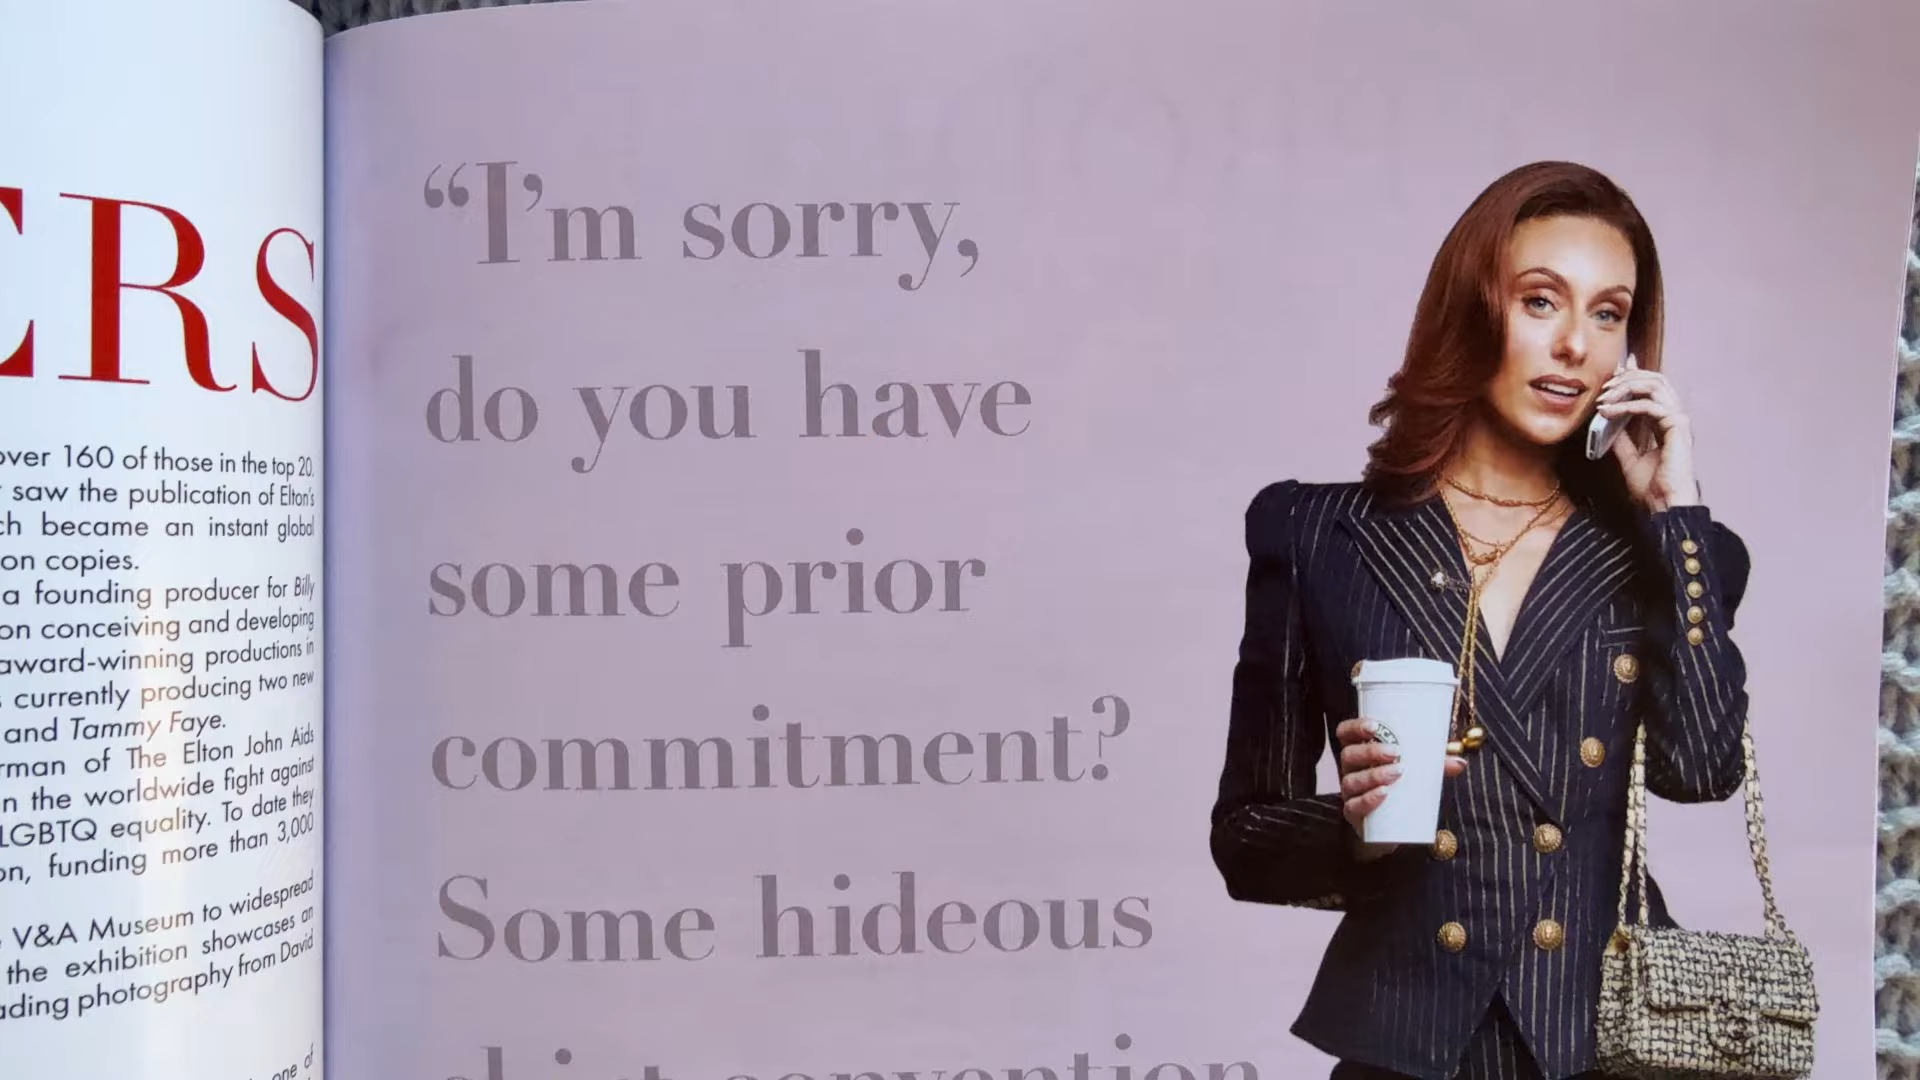 ERS
over 160 of those in the top 20.
saw the publication of Elton's
became an instant global
on copies.
a founding producer for Billy
on conceiving and developing
award-winning productions in
currently producing two new
and Tammy Faye.
of The Elton John Aids
n the worldwide fight against
LGBTQ equality. To date they
on, funding more than 3,000
V&A Museum to widespread
the exhibition showcases an
photography from David
one of
“I'm sorry,
do you have
some prior
commitment?
Some hideous
skirt convention